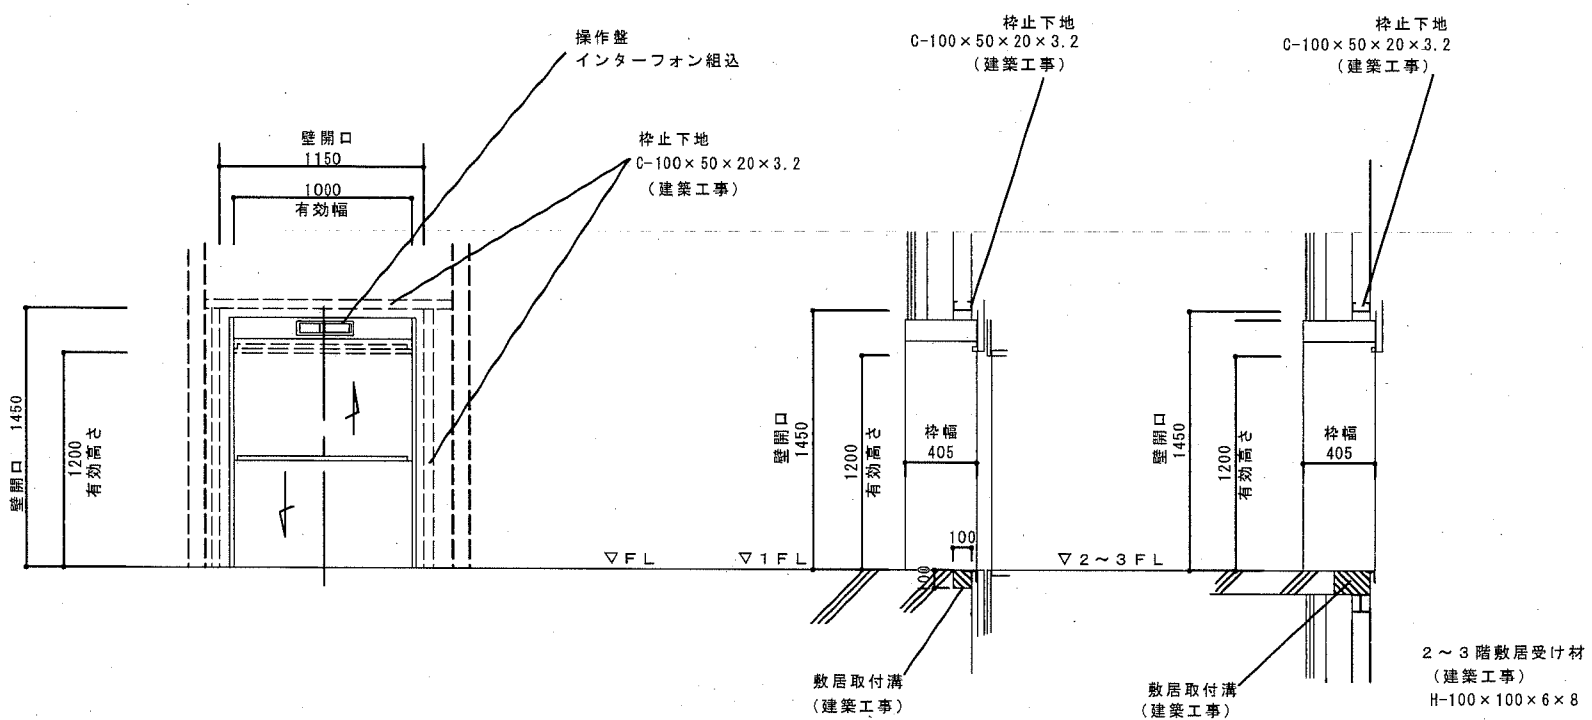 操作盤
インターフォン組込
枠止下地
C-100×50×20×3.2
(建築工事)
枠止下地
C-100×50×20×3.2
(建築工事)
壁開口
1150
1000
有効幅
枠止下地
C-100×50×20×3.2
(建築工事)
壁開口 1450
1200
有効高さ
壁開口
1450
1200
有効高さ
枠幅
405
壁開口
1450
1200
有効高さ
枠幅
405
100
▽FL
▽1FL
▽2~3FL
敷居取付溝
(建築工事)
敷居取付溝
(建築工事)
2~3階敷居受け材
(建築工事)
H-100×100×6×8